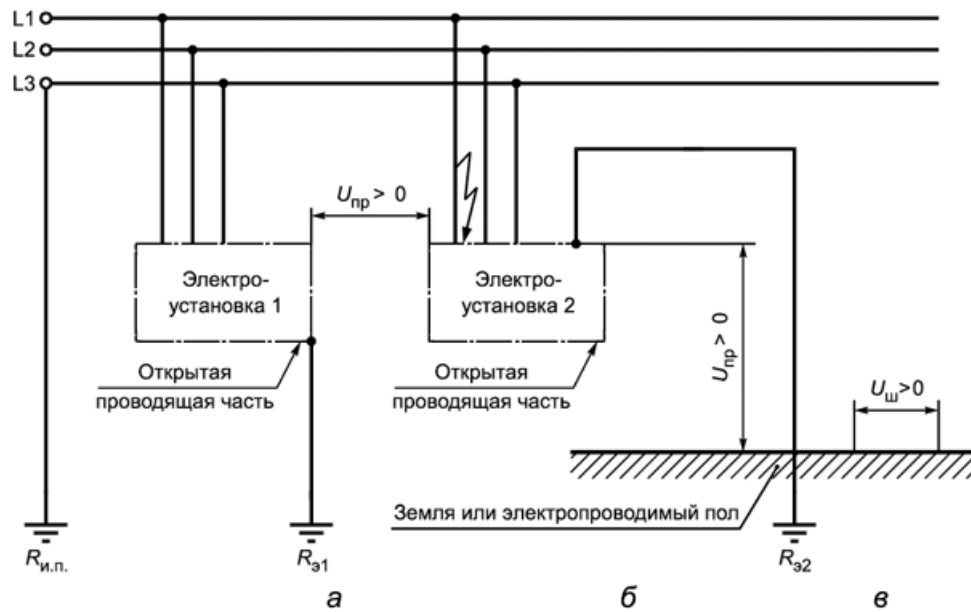 L1
L2
L3
Uпр > 0
Электро-
установка 1
Электро-
установка 2
Uпр > 0
Открытая
проводящая часть
Открытая
проводящая часть
Uш>0
Земля или электропроводимый пол
Rи.п.
Rэ1
Rэ2
а
б
в